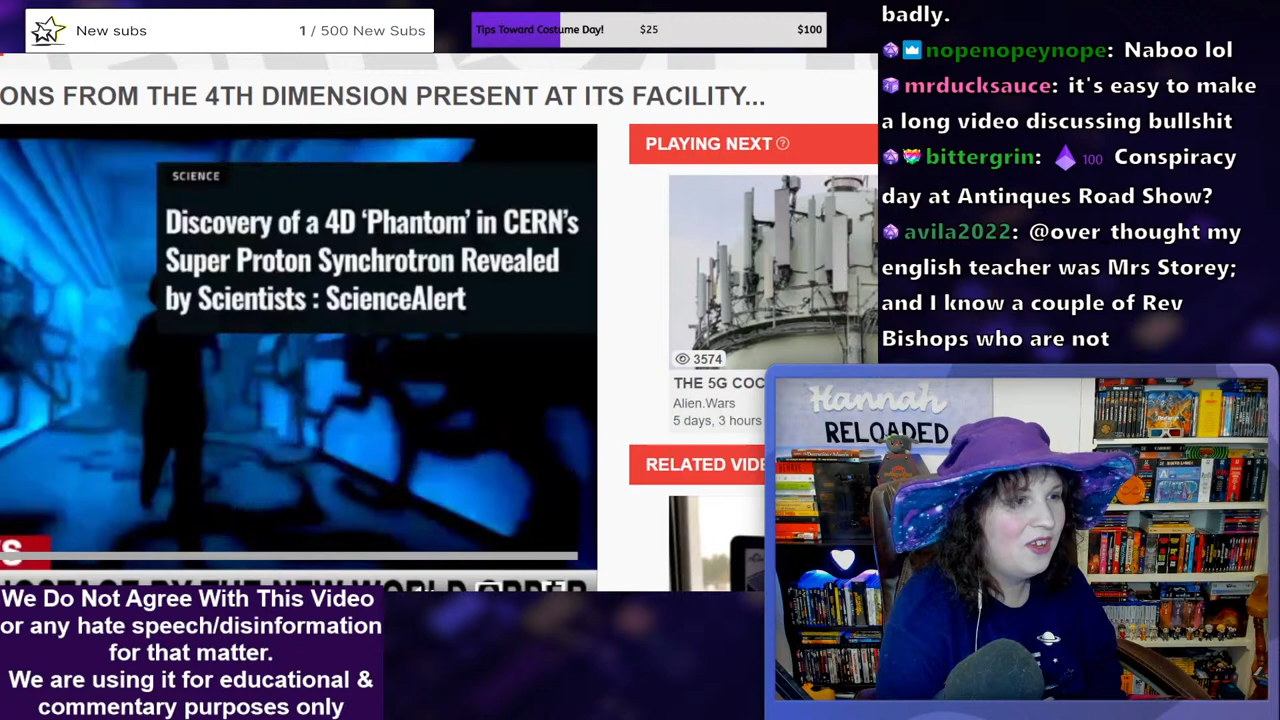 New subs
1 / 500 New Subs
Tips Toward Costume Day!
$25
$100
ONS FROM THE 4TH DIMENSION PRESENT AT ITS FACILITY...
PLAYING NEXT
SCIENCE
Discovery of a 4D ‘Phantom’ in CERN’s
Super Proton Synchrotron Revealed
by Scientists : ScienceAlert
3574
THE 5G COC
Alien.Wars
5 days, 3 hours
RELATED VIDE
We Do Not Agree With This Video
or any hate speech/disinformation
for that matter.
We are using it for educational &
commentary purposes only
badly.
nopenopeynope: Naboo lol
mrducksauce: it's easy to make
a long video discussing bullshit
bittergrin: 100 Conspiracy
day at Antinques Road Show?
avila2022: @over thought my
english teacher was Mrs Storey;
and I know a couple of Rev
Bishops who are not
Hannah
RELOADED